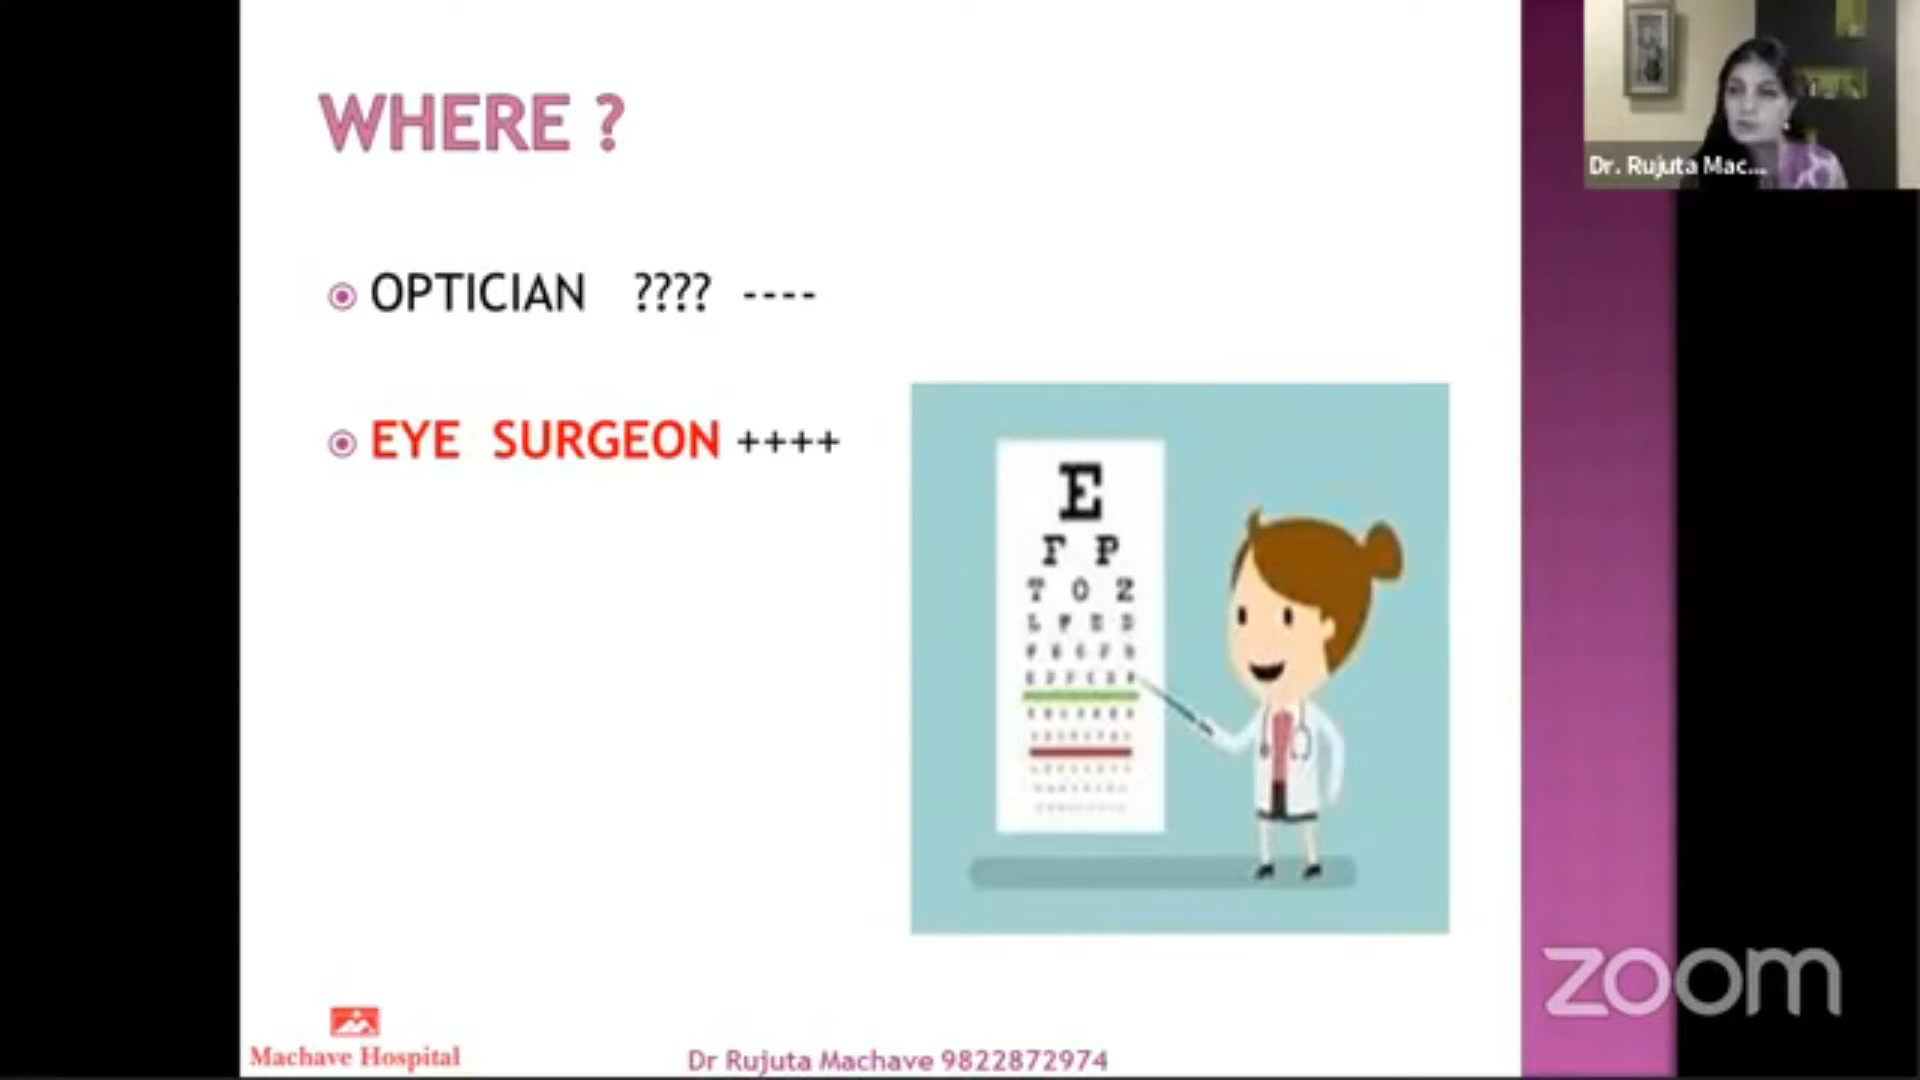 WHERE ?
Dr. Rujuta Mac...
OPTICIAN ???? ----
EYE SURGEON ++++
E
F P
T O Z
zoom
Machave Hospital
Dr Rujuta Machave 9822872974